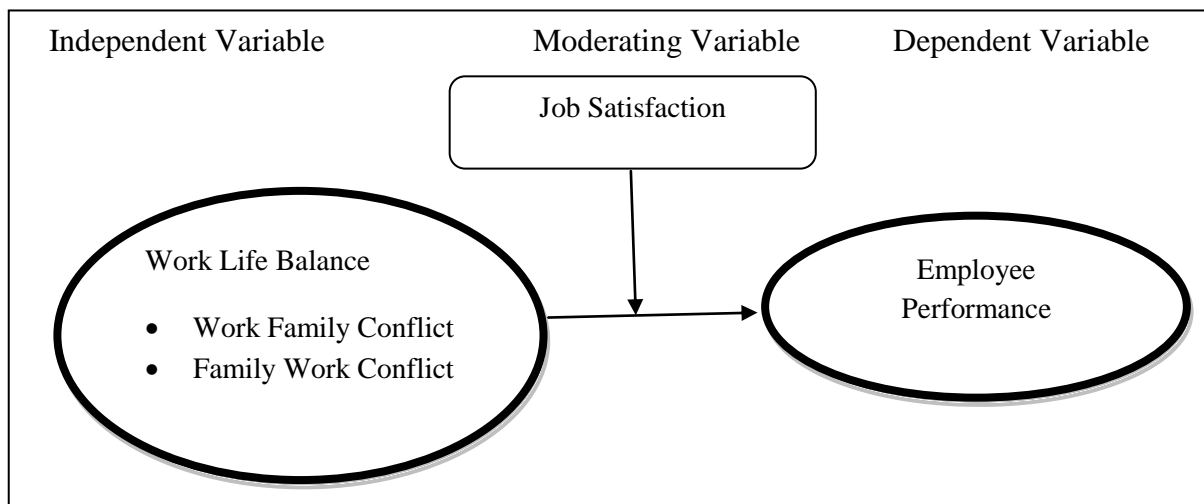 Independent Variable
Moderating Variable
Dependent Variable
Job Satisfaction
Work Life Balance
• Work Family Conflict
• Family Work Conflict
Employee
Performance